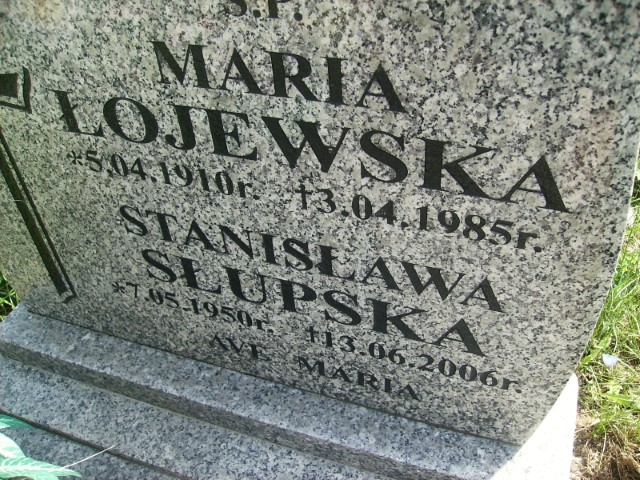 Ś.P.
MARIA
ŁOJEWSKA
*5.04.1910r. †3.04.1985r.
STANISŁAWA
SŁUPSKA
*7.05.1950r. †13.06.2006r.
AVE MARIA